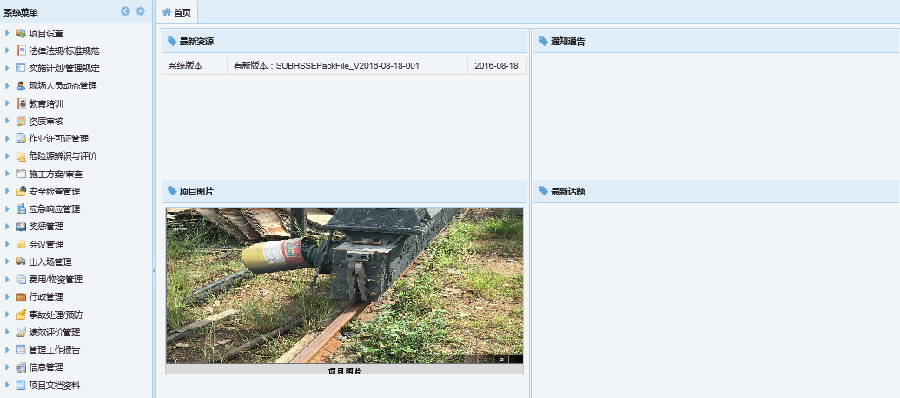 系统菜单
首页
项目设置
法律法规/标准规范
实施计划/管理规定
现场人员动态管理
教育培训
资质审核
作业许可证管理
危险源辨识与评价
施工方案/审查
安全检查管理
应急响应管理
奖惩管理
会议管理
出入场管理
费用/物资管理
行政管理
事故处理/预防
绩效评价管理
管理工作报告
信息管理
项目文档资料
最新资源
系统版本 有新版本：SUBHSSEPackFile_V2016-08-18-001 2016-08-18
通知通告
项目图片
项目图片
最新话题